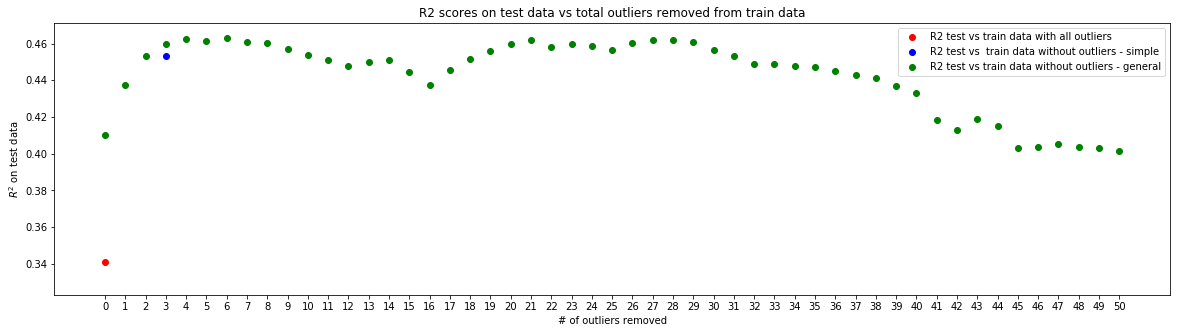 R2 scores on test data vs total outliers removed from train data
R2 test vs train data with all outliers
R2 test vs  train data without outliers - simple
R2 test vs train data without outliers - general
R² on test data
0.46
0.44
0.42
0.40
0.38
0.36
0.34
0 1 2 3 4 5 6 7 8 9 10 11 12 13 14 15 16 17 18 19 20 21 22 23 24 25 26 27 28 29 30 31 32 33 34 35 36 37 38 39 40 41 42 43 44 45 46 47 48 49 50
# of outliers removed